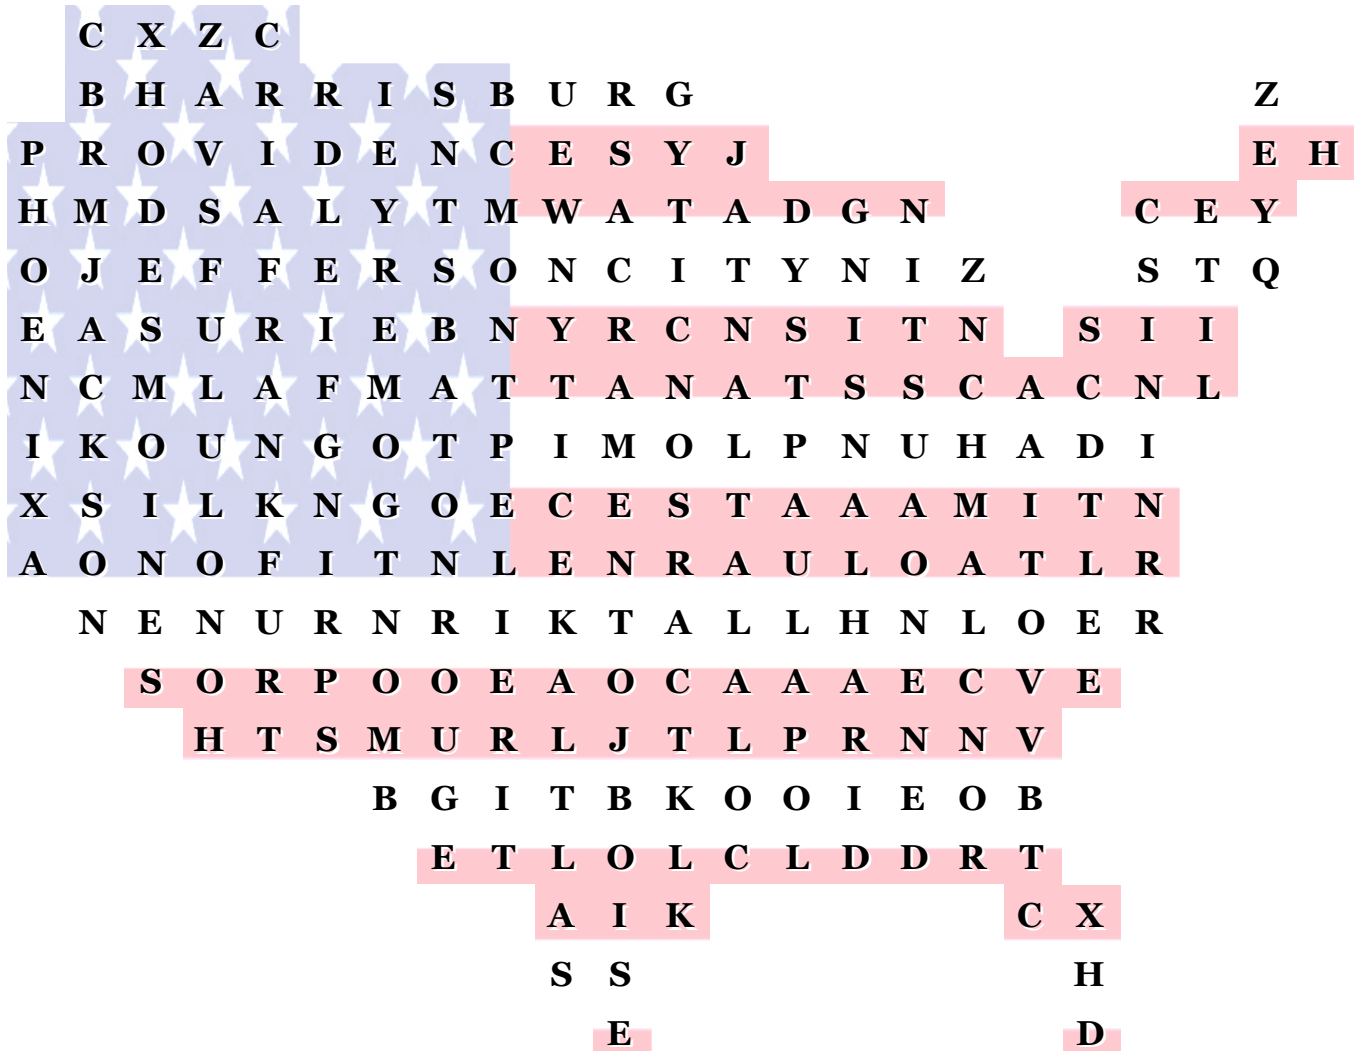 C X Z C
B H A R R I S B U R G Z
P R O V I D E N C E S Y J E H
H M D S A L Y T M W A T A D G N C E Y
O J E F F E R S O N C I T Y N I Z S T Q
E A S U R I E B N Y R C N S I T N S I I
N C M L A F M A T T A N A T S S C A C N L
I K O U N G O T P I M O L P N U H A D I
X S I L K N G O E C E S T A A A M I T N
A O N O F I T N L E N R A U L O A T L R
N E N U R N R I K T A L L H N L O E R
S O R P O O E A O C A A A E C V E
H T S M U R L J T L P R N N V
B G I T B K O O I E O B
E T L O L C L D D R T
A I K C X
S S H
E D